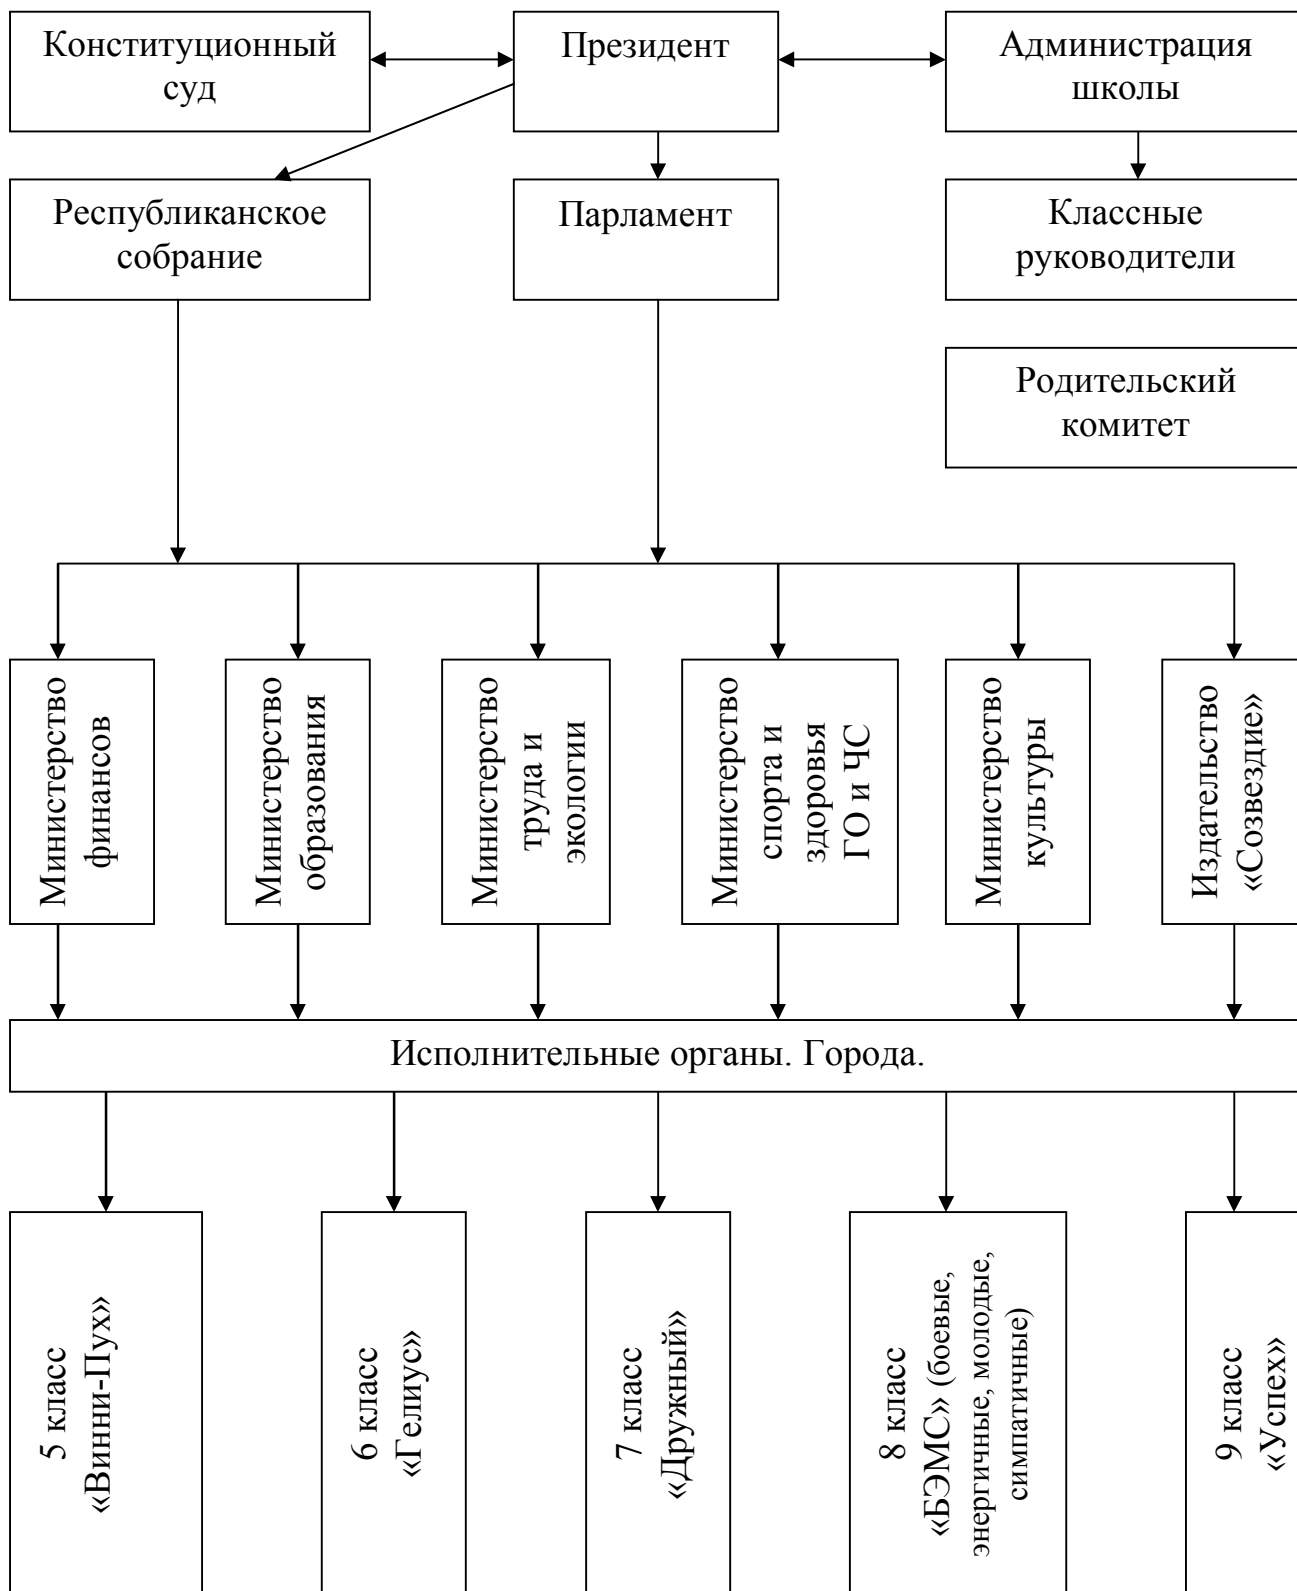 Конституционный
суд
Президент
Администрация
школы
Республиканское
собрание
Парламент
Классные
руководители
Родительский
комитет
Министерство
финансов
Министерство
образования
Министерство
труда и
экологии
Министерство
спорта и
здоровья
ГО и ЧС
Министерство
культуры
Издательство
«Созвездие»
Исполнительные органы. Города.
5 класс
«Винни-Пух»
6 класс
«Гелиус»
7 класс
«Дружный»
8 класс
«БЭМС» (боевые,
энергичные, молодые,
симпатичные)
9 класс
«Успех»